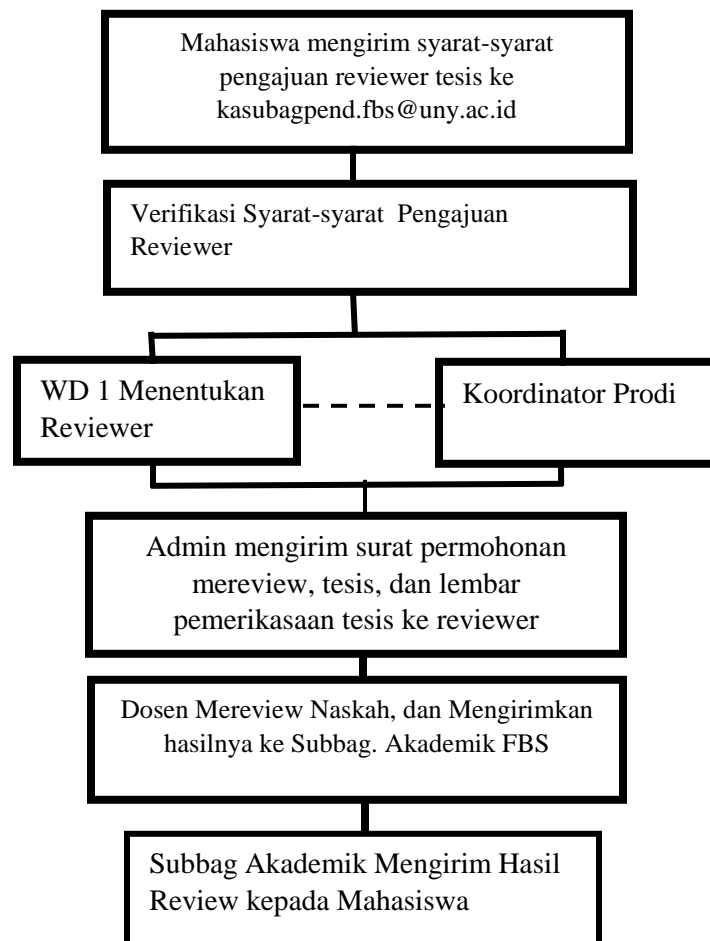 Mahasiswa mengirim syarat-syarat
pengajuan reviewer tesis ke
kasubagpend.fbs@uny.ac.id
Verifikasi Syarat-syarat  Pengajuan
Reviewer
WD 1 Menentukan
Reviewer
Koordinator Prodi
Admin mengirim surat permohonan
mereview, tesis, dan lembar
pemerikasaan tesis ke reviewer
Dosen Mereview Naskah, dan Mengirimkan
hasilnya ke Subbag. Akademik FBS
Subbag Akademik Mengirim Hasil
Review kepada Mahasiswa